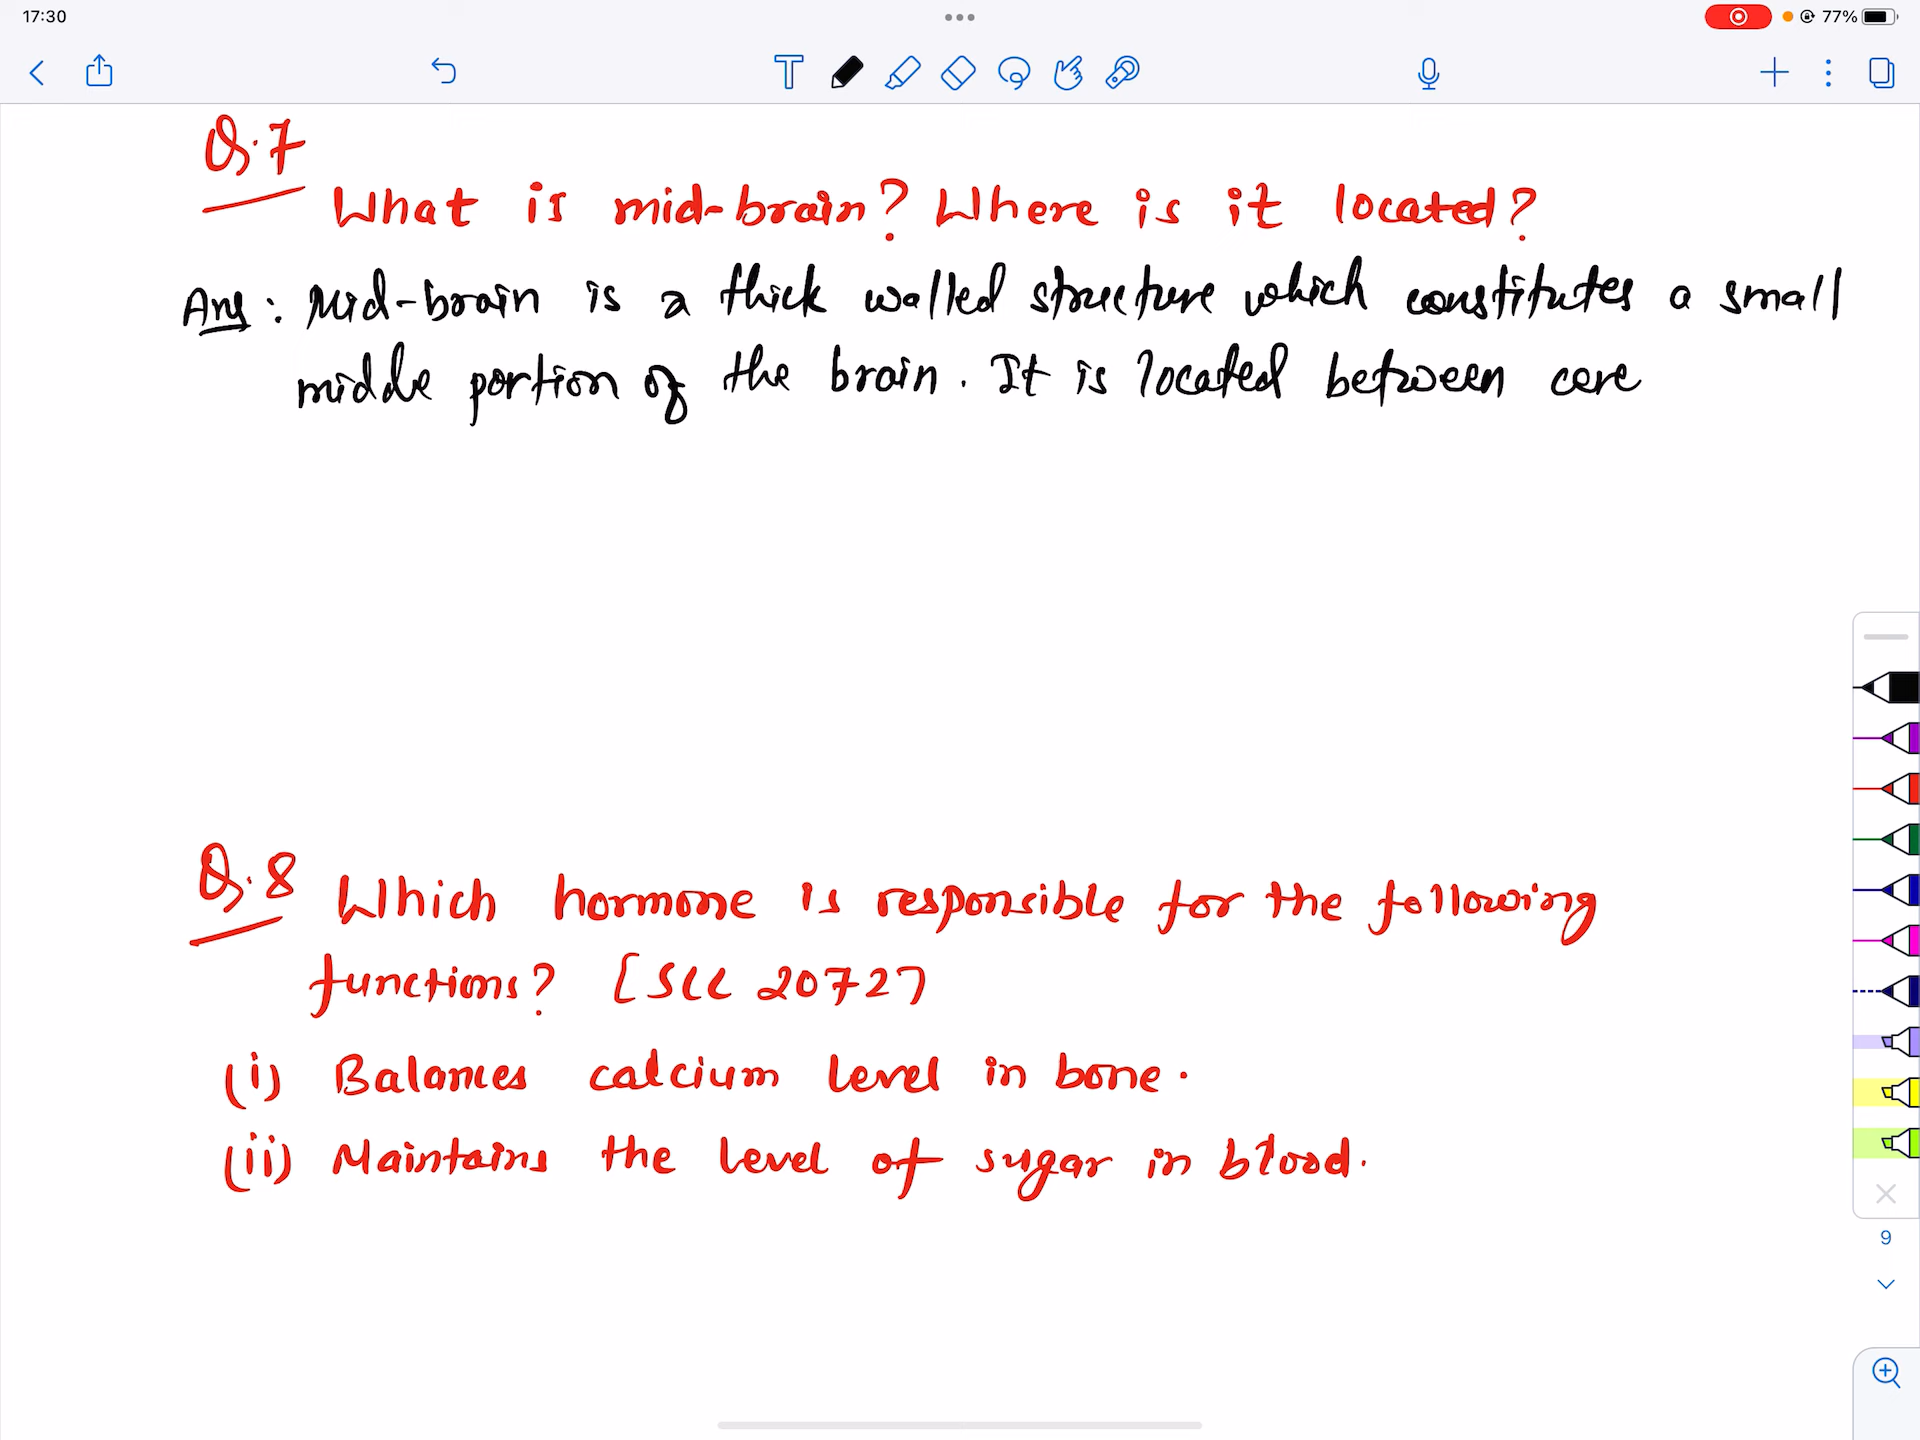 17:30
77%
Q.7
What is mid-brain? Where is it located?
Ans: Mid-brain is a thick walled structure which constitutes a small
middle portion of the brain. It is located between cere
Q.8 Which hormone is responsible for the following
functions? [SEE 2072]
(i) Balances calcium level in bone.
(ii) Maintains the level of sugar in blood.
9